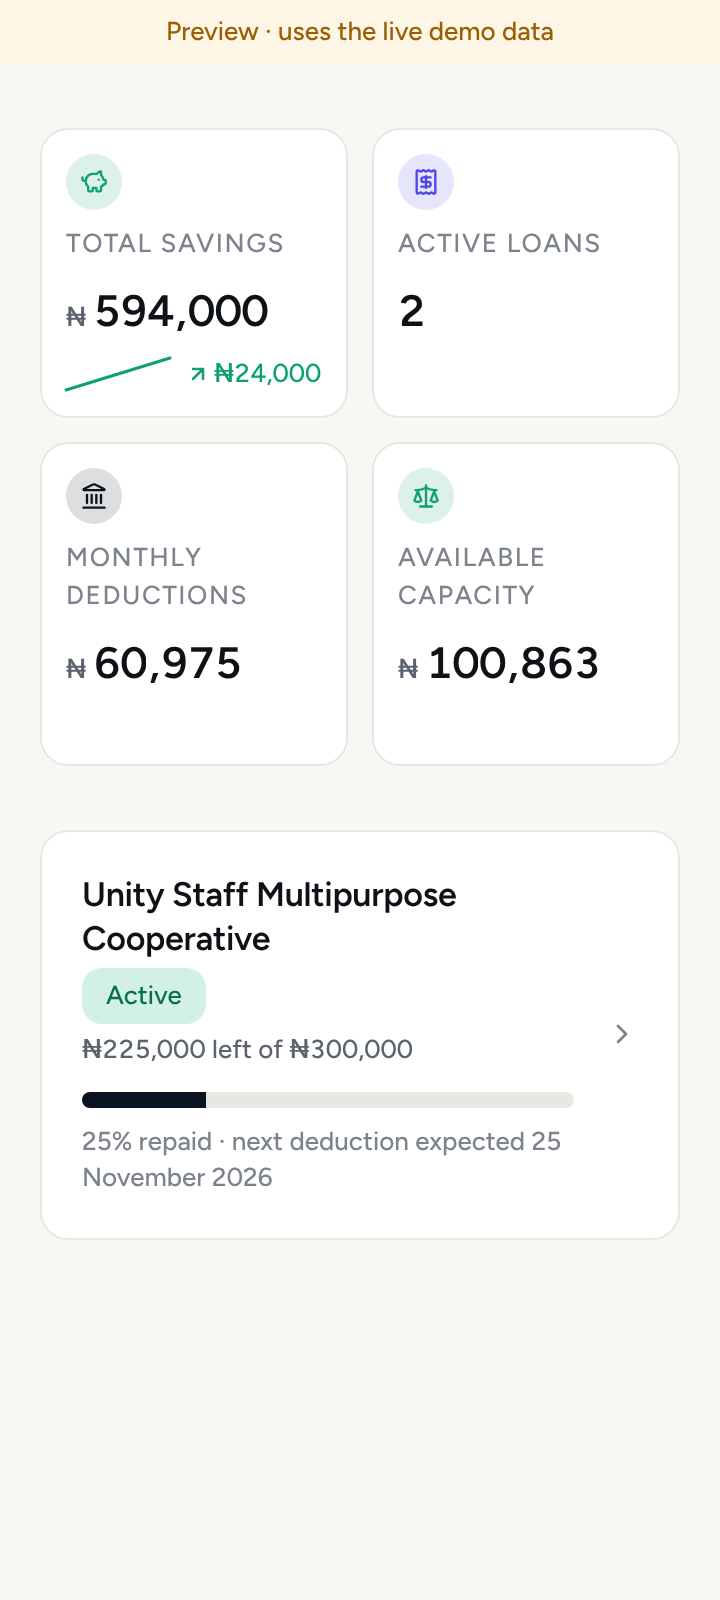 Preview · uses the live demo data
TOTAL SAVINGS
₦ 594,000
₦24,000
ACTIVE LOANS
2
MONTHLY
DEDUCTIONS
₦ 60,975
AVAILABLE
CAPACITY
₦ 100,863
Unity Staff Multipurpose
Cooperative
Active
₦225,000 left of ₦300,000
25% repaid · next deduction expected 25
November 2026